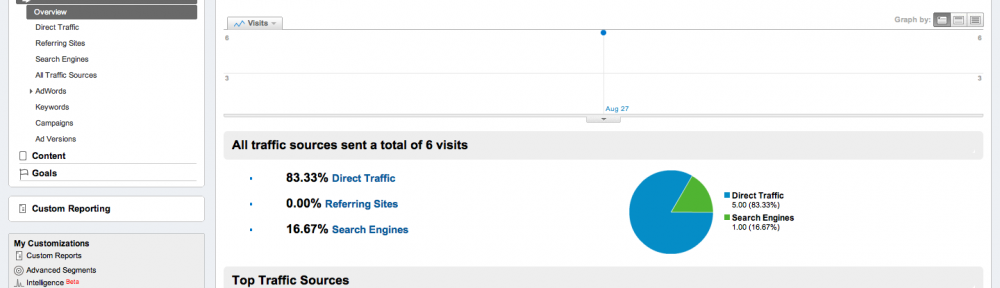 Overview
Direct Traffic
Referring Sites
Search Engines
All Traffic Sources
AdWords
Keywords
Campaigns
Ad Versions
Content
Goals
Custom Reporting
My Customizations
Custom Reports
Advanced Segments
Intelligence Beta
Visits
Graph by:
6 6
3 3
Aug 27
All traffic sources sent a total of 6 visits
83.33% Direct Traffic
0.00% Referring Sites
16.67% Search Engines
Direct Traffic
5.00 (83.33%)
Search Engines
1.00 (16.67%)
Top Traffic Sources